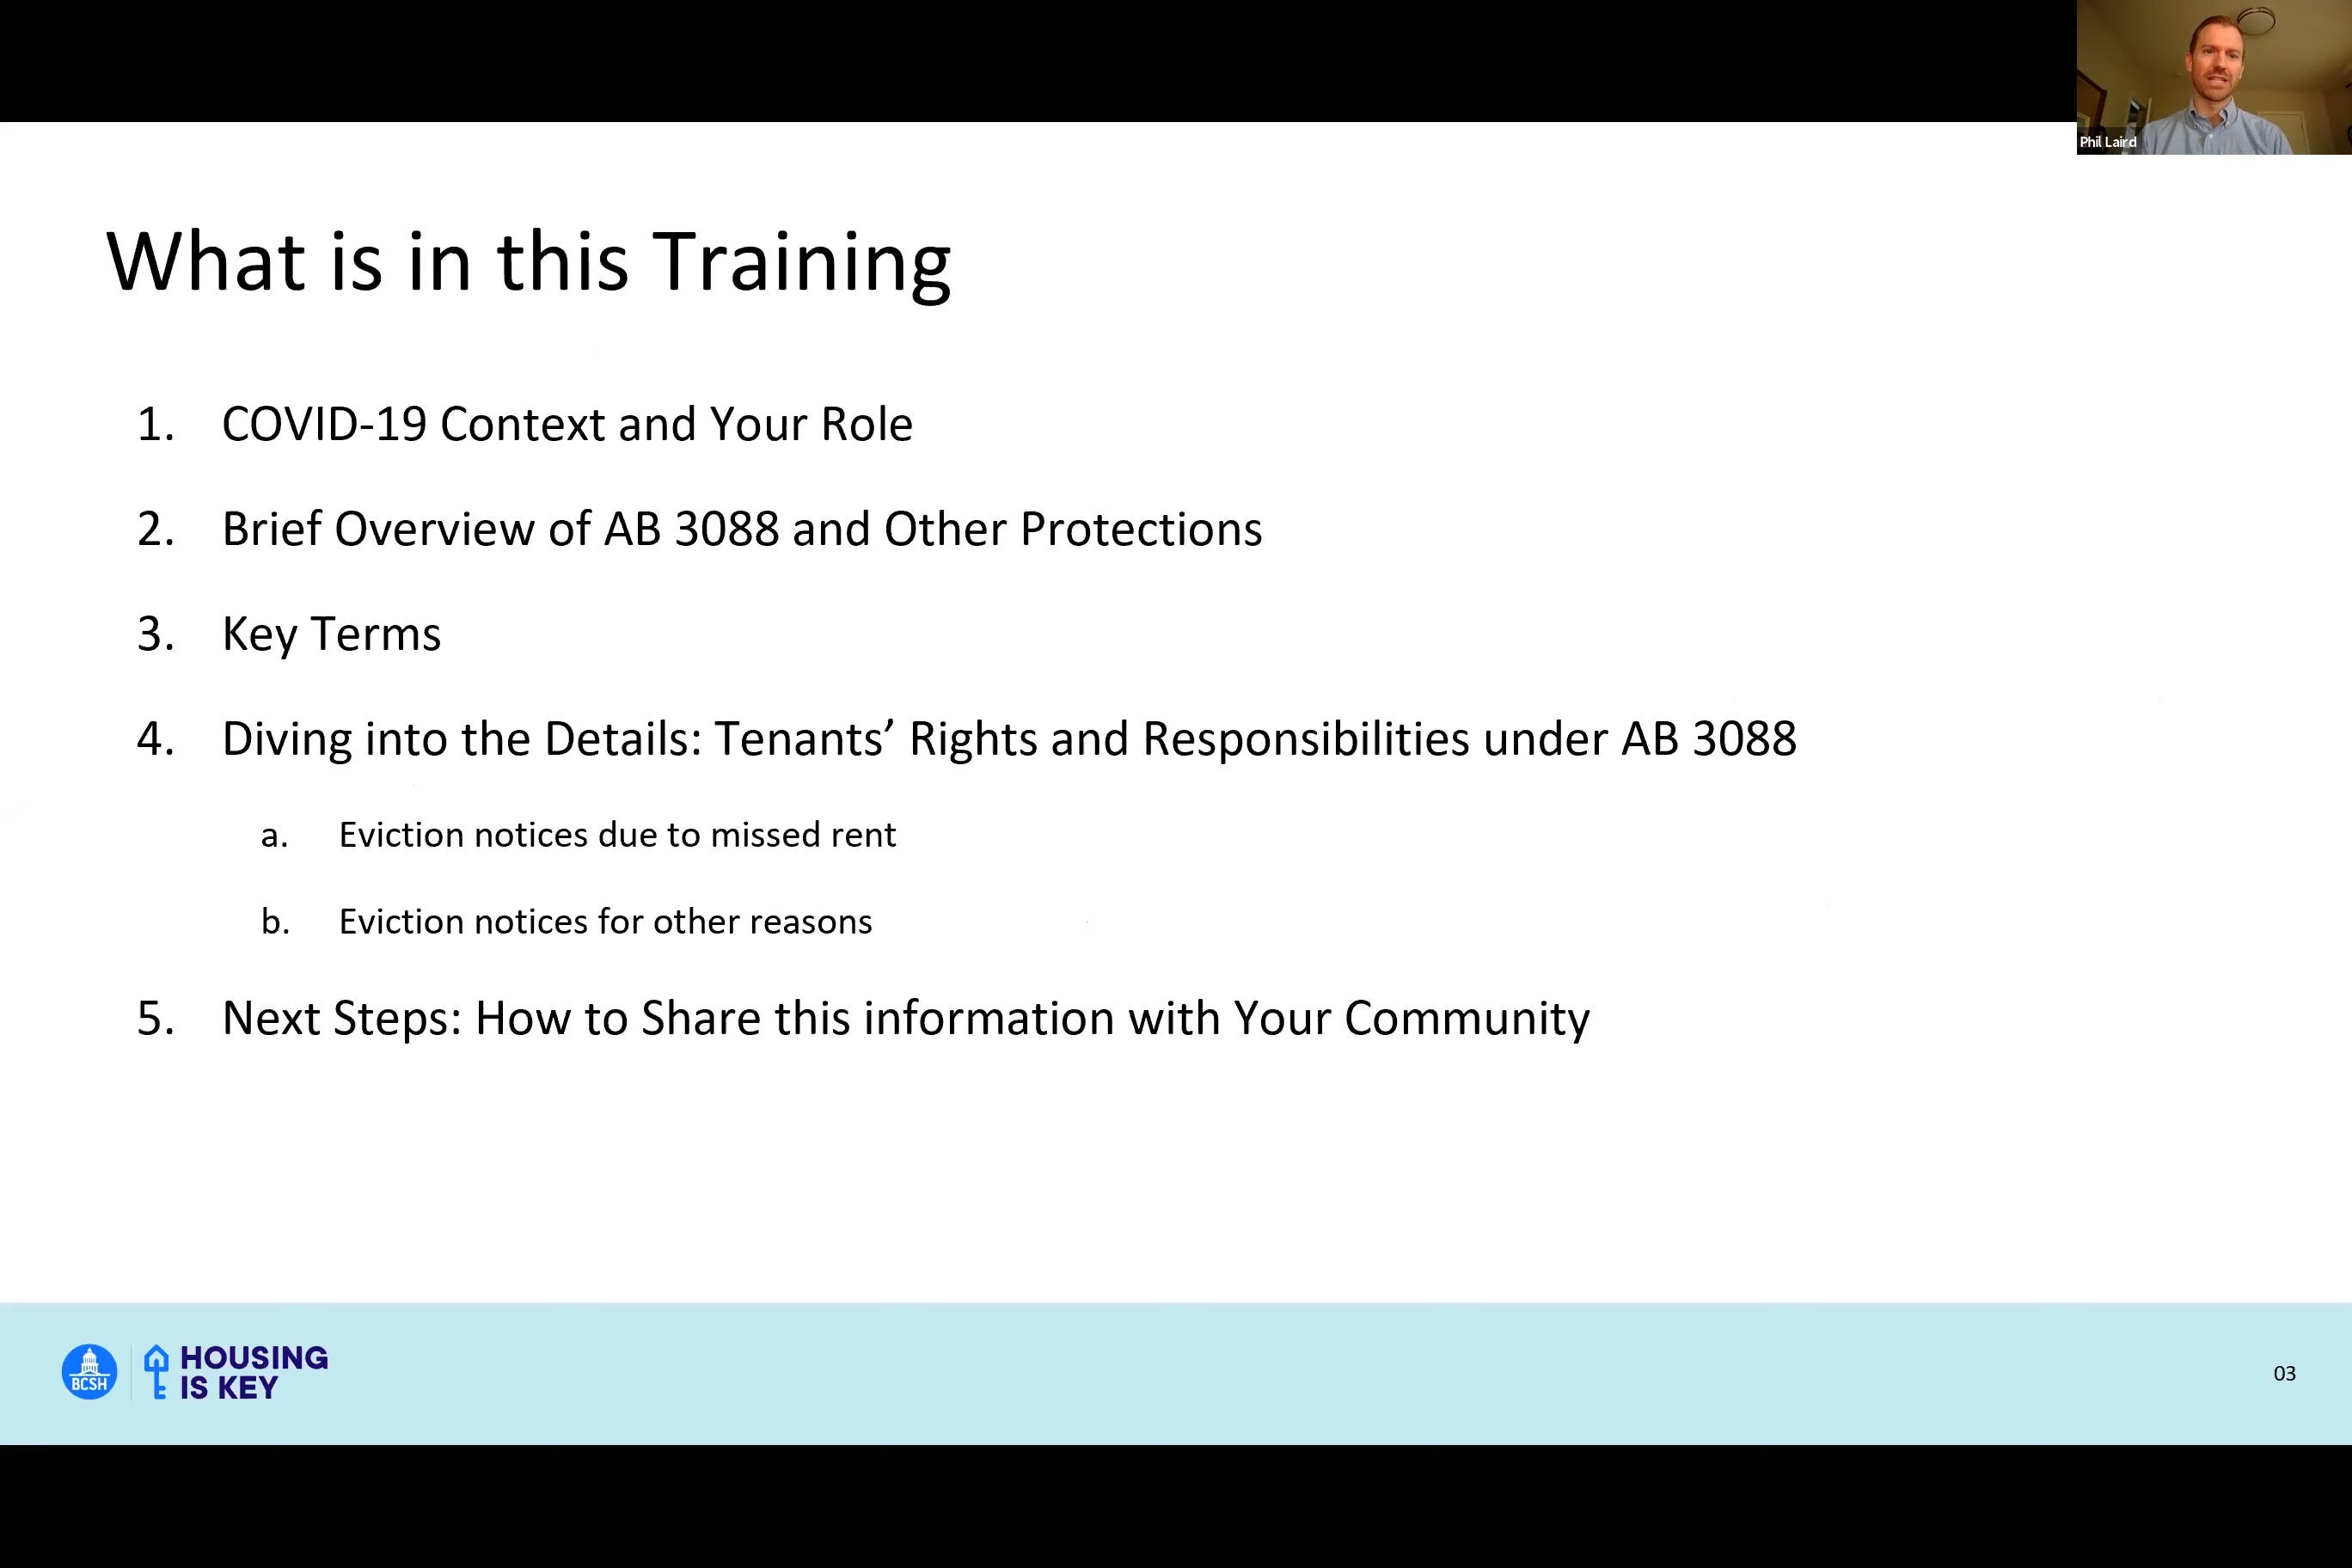 Phil Laird
What is in this Training
1. COVID-19 Context and Your Role
2. Brief Overview of AB 3088 and Other Protections
3. Key Terms
4. Diving into the Details: Tenants’ Rights and Responsibilities under AB 3088
a. Eviction notices due to missed rent
b. Eviction notices for other reasons
5. Next Steps: How to Share this information with Your Community
BCSH
HOUSING
IS KEY
03